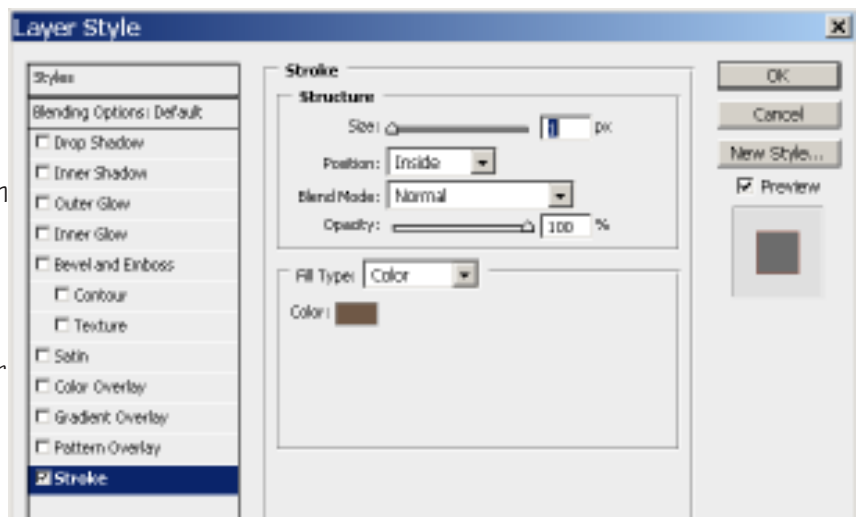 Layer Style
Styles
Blending Options: Default
Drop Shadow
Inner Shadow
Outer Glow
Inner Glow
Bevel and Emboss
Contour
Texture
Satin
Color Overlay
Gradient Overlay
Pattern Overlay
Stroke
Stroke
Structure
Size: 1 px
Position: Inside
Blend Mode: Normal
Opacity: 100 %
Fill Type: Color
Color:
OK
Cancel
New Style...
Preview